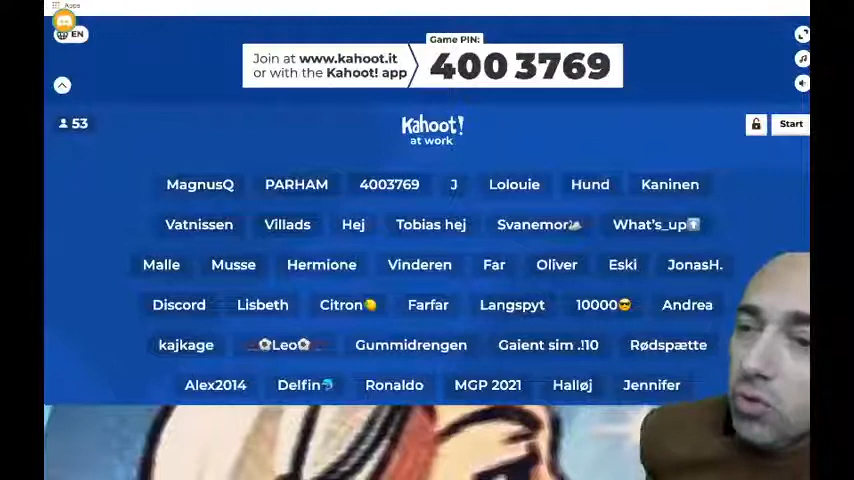 Apps
EN
Game PIN:
Join at www.kahoot.it
or with the Kahoot! app
400 3769
53
Kahoot!
at work
Start
MagnusQ PARHAM 4003769 J Lolouie Hund Kaninen
Vatnissen Villads Hej Tobias hej Svanemor🦢 What's_up⬆️
Malle Musse Hermione Vinderen Far Oliver Eski JonasH.
Discord Lisbeth Citron🍋 Farfar Langspyt 10000😎 Andrea
kajkage ⚽Leo⚽ Gummidrengen Gaient sim .!10 Rødspætte
Alex2014 Delfin🐬 Ronaldo MGP 2021 Halløj Jennifer